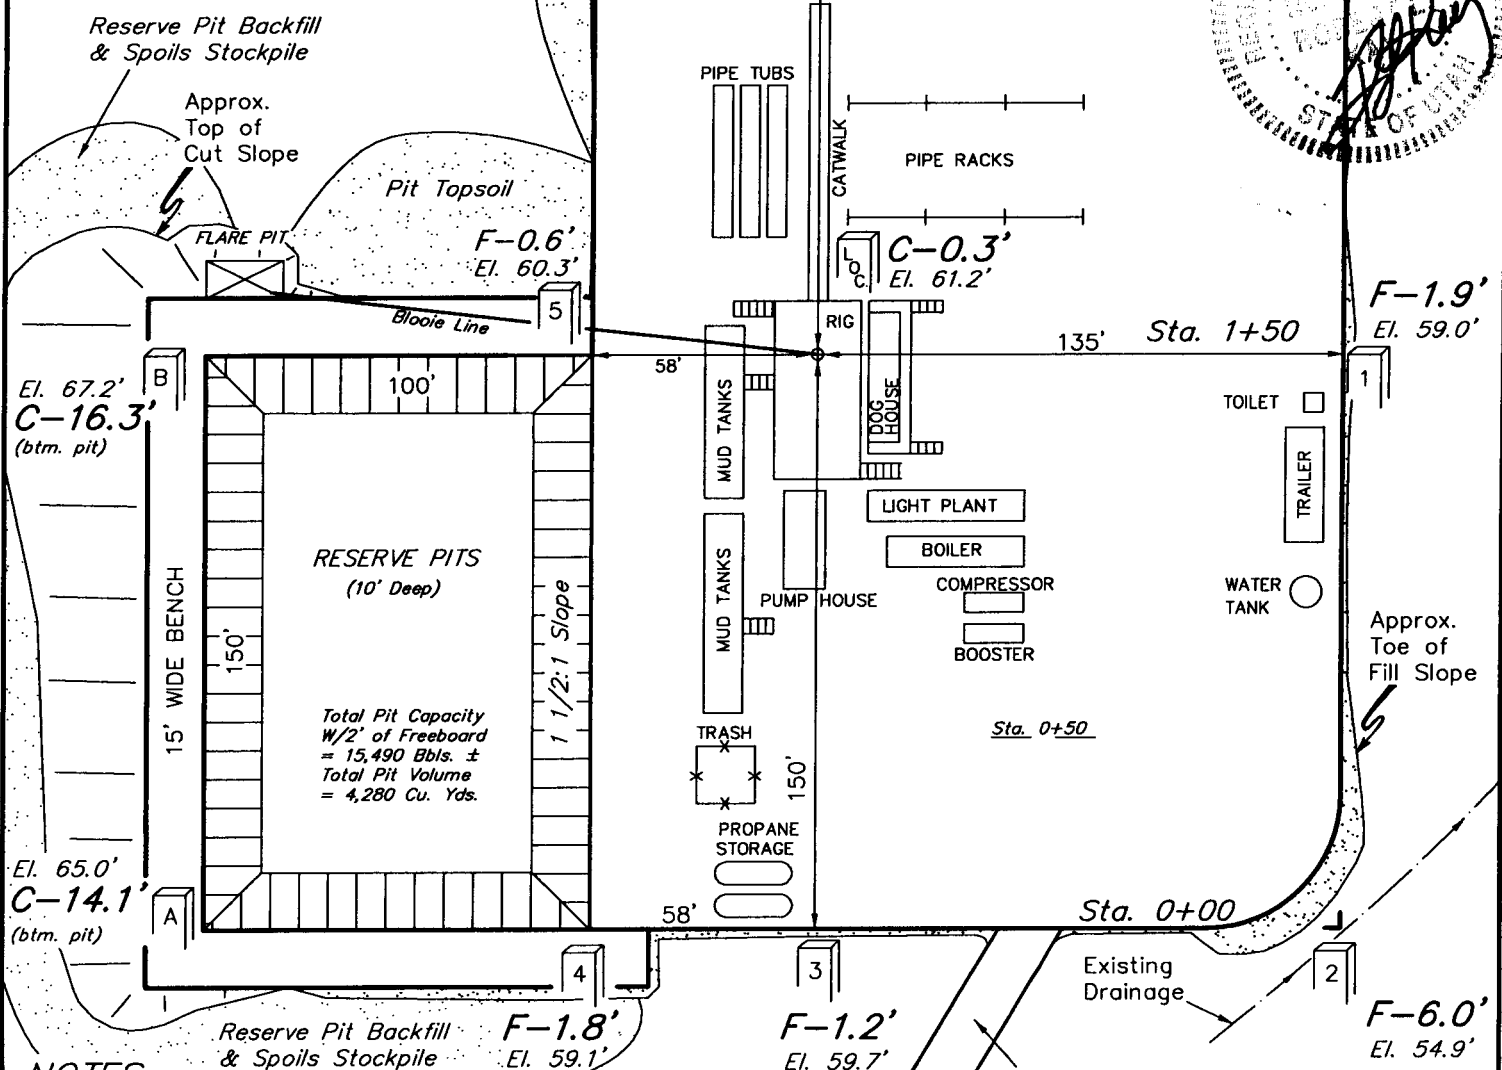 Reserve Pit Backfill
& Spoils Stockpile
Approx.
Top of
Cut Slope
Pit Topsoil
FLARE PIT
F-0.6'
El. 60.3'
5
Blooie Line
PIPE TUBS
CATWALK
PIPE RACKS
STATE OF UTAH
LOC.
C-0.3'
El. 61.2'
RIG
F-1.9'
El. 59.0'
Sta. 1+50
135'
58'
1
B
El. 67.2'
C-16.3'
(btm. pit)
100'
MUD TANKS
DOG
HOUSE
TOILET
TRAILER
LIGHT PLANT
BOILER
COMPRESSOR
BOOSTER
PUMP HOUSE
MUD TANKS
WATER
TANK
RESERVE PITS
(10' Deep)
15' WIDE BENCH
150'
1 1/2:1 Slope
Total Pit Capacity
W/2' of Freeboard
= 15,490 Bbls. ±
Total Pit Volume
= 4,280 Cu. Yds.
Approx.
Toe of
Fill Slope
TRASH
150'
Sta. 0+50
PROPANE
STORAGE
El. 65.0'
C-14.1'
(btm. pit)
A
58'
Sta. 0+00
4
3
2
Existing
Drainage
Reserve Pit Backfill
& Spoils Stockpile
F-1.8'
El. 59.1'
F-1.2'
El. 59.7'
F-6.0'
El. 54.9'
NOTES